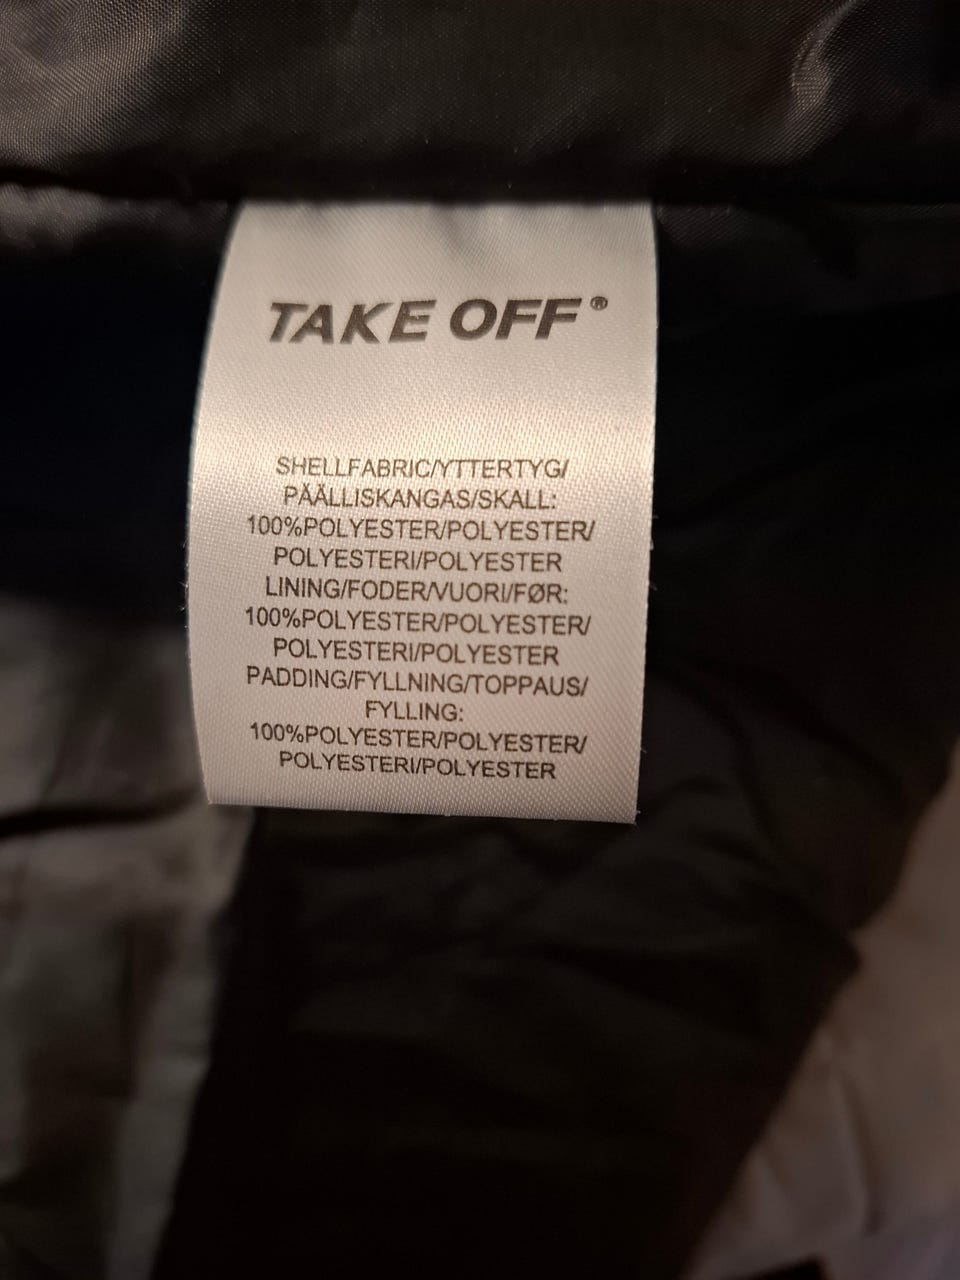 TAKE OFF®
SHELLFABRIC/YTTERTYG/
PÄÄLLISKANGAS/SKALL:
100%POLYESTER/POLYESTER/
POLYESTERI/POLYESTER
LINING/FODER/VUORI/FØR:
100%POLYESTER/POLYESTER/
POLYESTERI/POLYESTER
PADDING/FYLLNING/TOPPAUS/
FYLLING:
100%POLYESTER/POLYESTER/
POLYESTERI/POLYESTER